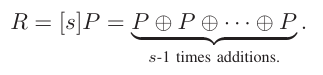 R = [s]P = P ⊕ P ⊕ ⋯ ⊕ P .
s-1 times additions.